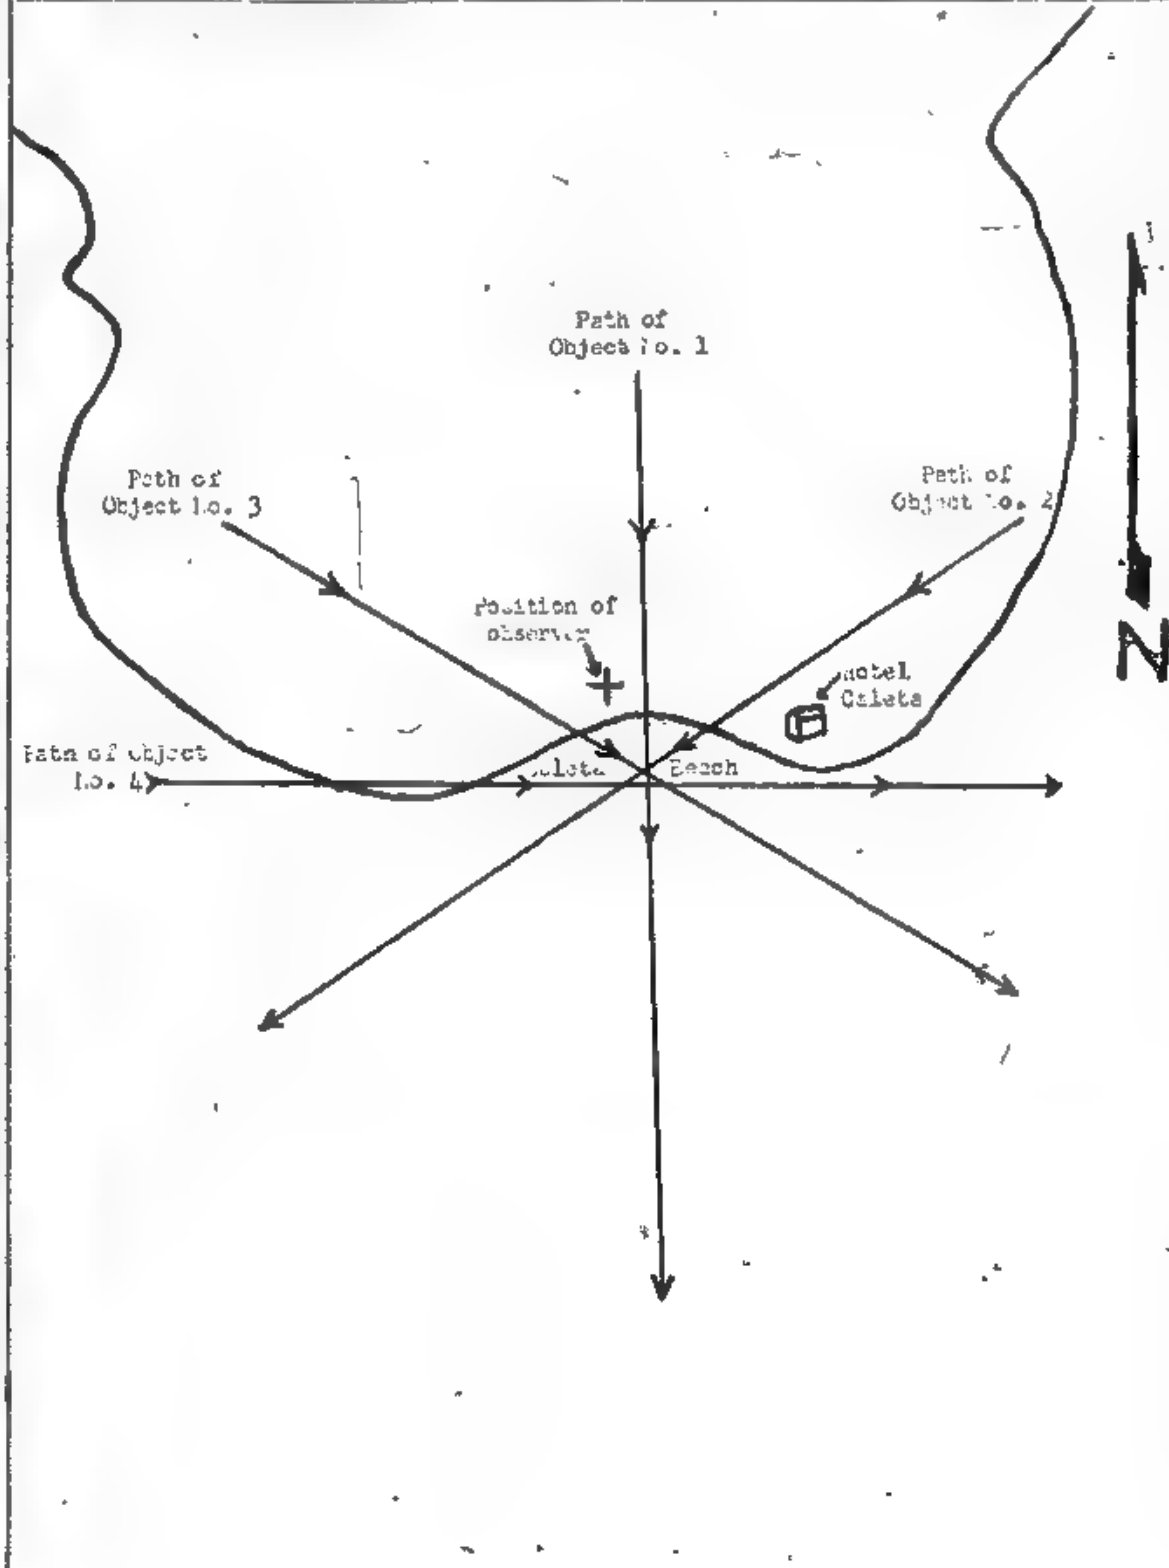 Path of
Object No. 1
Path of
Object No. 3
Path of
Object No. 2
Position of
observer
Hotel
Caleta
Path of Object
No. 4
Caleta Beach
N